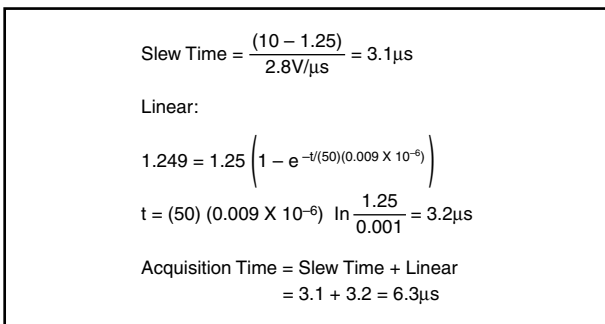 Slew Time = (10 – 1.25) / 2.8V/μs = 3.1μs
Linear:
1.249 = 1.25 (1 – e^–t/(50)(0.009 X 10^–6))
t = (50) (0.009 X 10^–6) ln 1.25 / 0.001 = 3.2μs
Acquisition Time = Slew Time + Linear
= 3.1 + 3.2 = 6.3μs